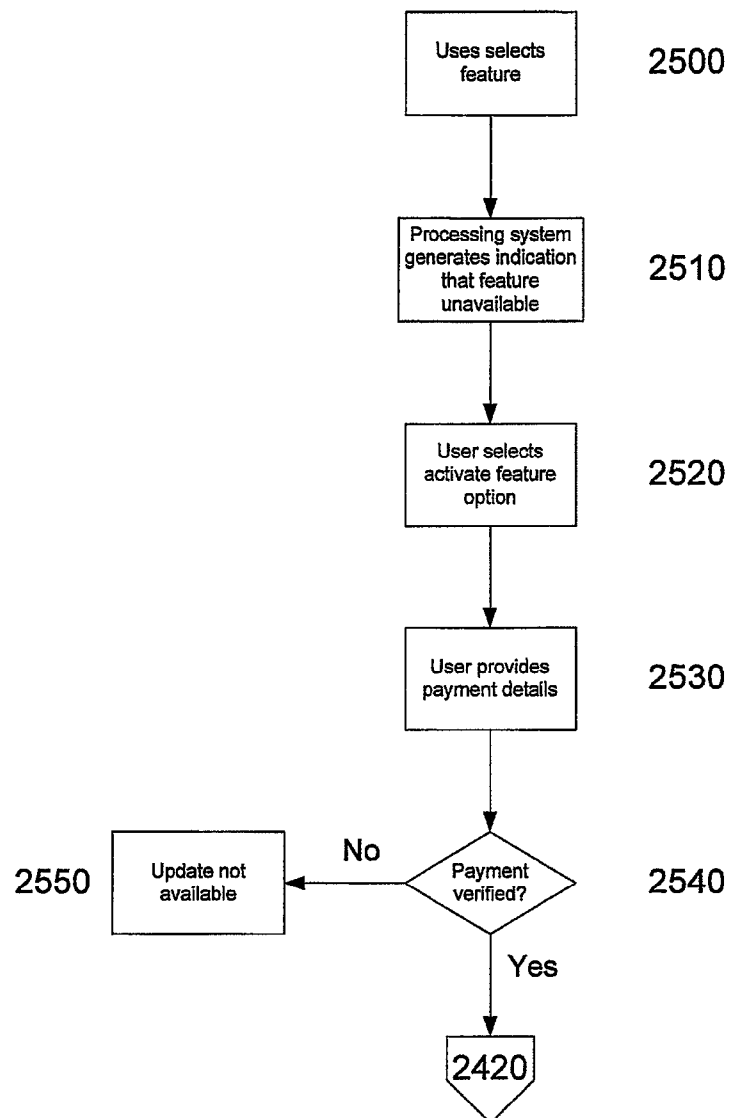 Uses selects
feature
2500
Processing system
generates indication
that feature
unavailable
2510
User selects
activate feature
option
2520
User provides
payment details
2530
2550
Update not
available
No
Payment
verified?
2540
Yes
2420